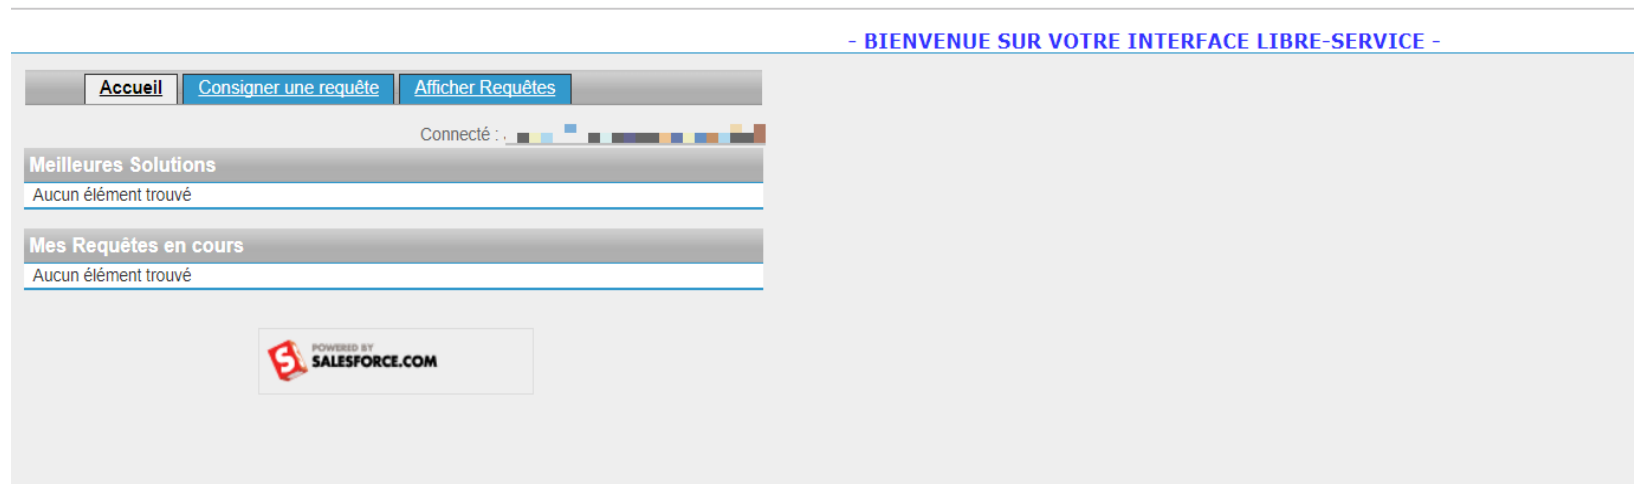 - BIENVENUE SUR VOTRE INTERFACE LIBRE-SERVICE -
Accueil Consigner une requête Afficher Requêtes
Connecté :
Meilleures Solutions
Aucun élément trouvé
Mes Requêtes en cours
Aucun élément trouvé
POWERED BY
SALESFORCE.COM